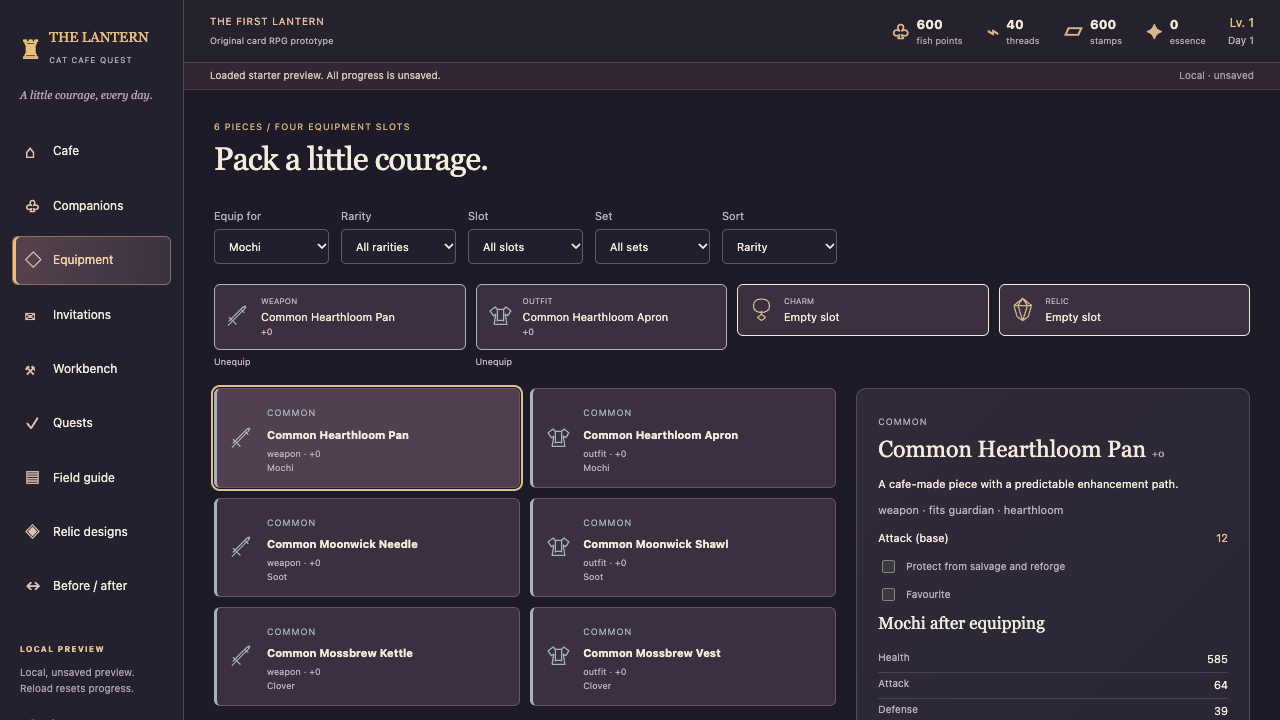 THE LANTERN
CAT CAFE QUEST
A little courage, every day.
Cafe
Companions
Equipment
Invitations
Workbench
Quests
Field guide
Relic designs
Before / after
LOCAL PREVIEW
Local, unsaved preview.
Reload resets progress.
THE FIRST LANTERN
Original card RPG prototype
600
fish points
40
threads
600
stamps
0
essence
Lv. 1
Day 1
Loaded starter preview. All progress is unsaved.
Local · unsaved
6 PIECES / FOUR EQUIPMENT SLOTS
Pack a little courage.
Equip for
Mochi
Rarity
All rarities
Slot
All slots
Set
All sets
Sort
Rarity
WEAPON
Common Hearthloom Pan
+0
Unequip
OUTFIT
Common Hearthloom Apron
+0
Unequip
CHARM
Empty slot
RELIC
Empty slot
COMMON
Common Hearthloom Pan
weapon · +0
Mochi
COMMON
Common Hearthloom Apron
outfit · +0
Mochi
COMMON
Common Moonwick Needle
weapon · +0
Soot
COMMON
Common Moonwick Shawl
outfit · +0
Soot
COMMON
Common Mossbrew Kettle
weapon · +0
Clover
COMMON
Common Mossbrew Vest
outfit · +0
Clover
COMMON
Common Hearthloom Pan +0
A cafe-made piece with a predictable enhancement path.
weapon · fits guardian · hearthloom
Attack (base) 12
Protect from salvage and reforge
Favourite
Mochi after equipping
Health 585
Attack 64
Defense 39